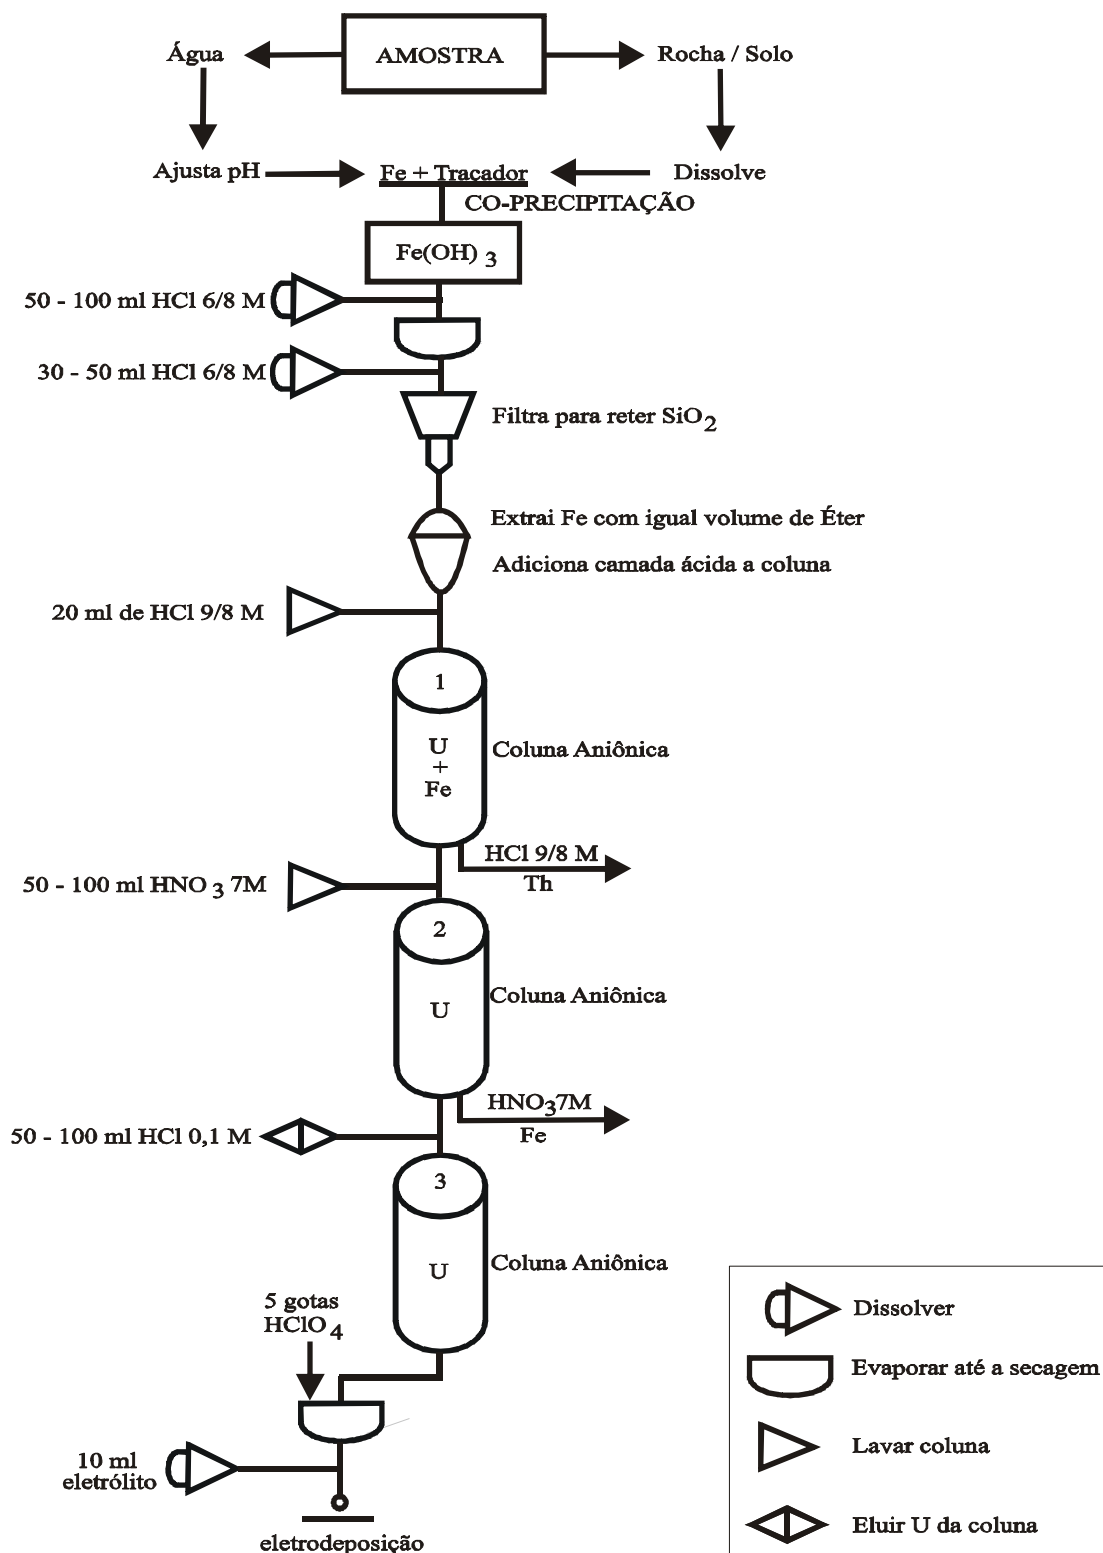 AMOSTRA
Água
Rocha / Solo
Ajusta pH
Fe + Traçador
Dissolve
CO-PRECIPITAÇÃO
Fe(OH) 3
50 - 100 ml HCl 6/8 M
30 - 50 ml HCl 6/8 M
Filtra para reter SiO2
Extrai Fe com igual volume de Éter
Adiciona camada ácida a coluna
20 ml de HCl 9/8 M
1
U
+
Fe
Coluna Aniônica
HCl 9/8 M
Th
50 - 100 ml HNO 3 7M
2
U
Coluna Aniônica
HNO37M
Fe
50 - 100 ml HCl 0,1 M
3
U
Coluna Aniônica
5 gotas
HClO 4
10 ml
eletrólito
eletrodeposição
Dissolver
Evaporar até a secagem
Lavar coluna
Eluir U da coluna